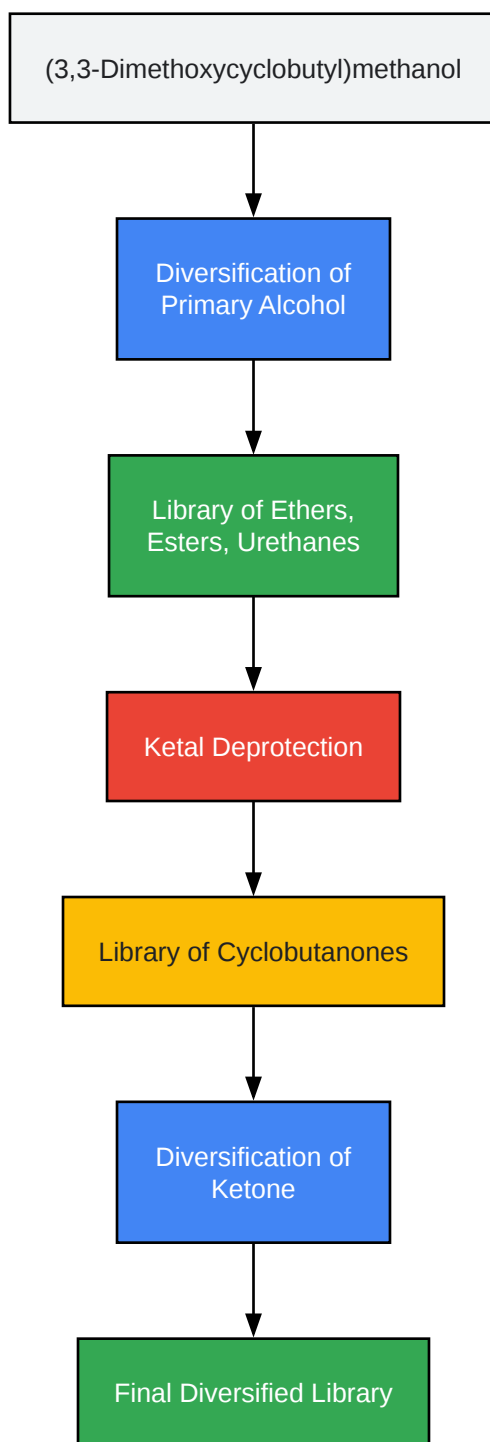 (3,3-Dimethoxycyclobutyl)methanol
Diversification of
Primary Alcohol
Library of Ethers,
Esters, Urethanes
Ketal Deprotection
Library of Cyclobutanones
Diversification of
Ketone
Final Diversified Library